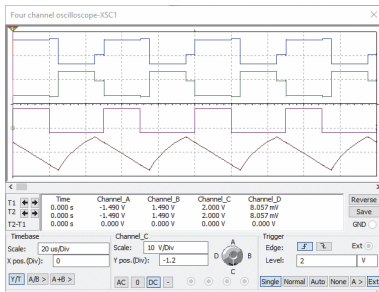 Four channel oscilloscope-XSC1
T1
T2
T2-T1
Time Channel_A Channel_B Channel_C Channel_D
0.000 s -1.490 V 1.490 V 2.000 V 8.057 mV
0.000 s -1.490 V 1.490 V 2.000 V 8.057 mV
0.000 s 0.000 V 0.000 V 0.000 V 0.000 V
Reverse
Save
GND
Timebase
Scale: 20 us/Div
X pos.(Div): 0
Y/T A/B > A+B >
Channel_C
Scale: 10 V/Div
Y pos.(Div): -1.2
AC 0 DC -
A
B
C
D
Trigger
Edge: Ext
Level: 2 V
Single Normal Auto None A > Ext